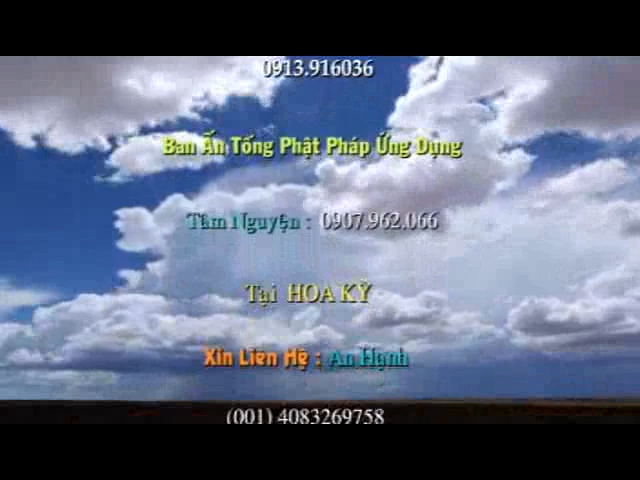 0913.916036
Ban Ấn Tống Phật Pháp Ứng Dụng
Tâm Nguyện : 0907.962.066
Tại HOA KỲ
Xin Liên Hệ : An Hạnh
(001) 4083269758